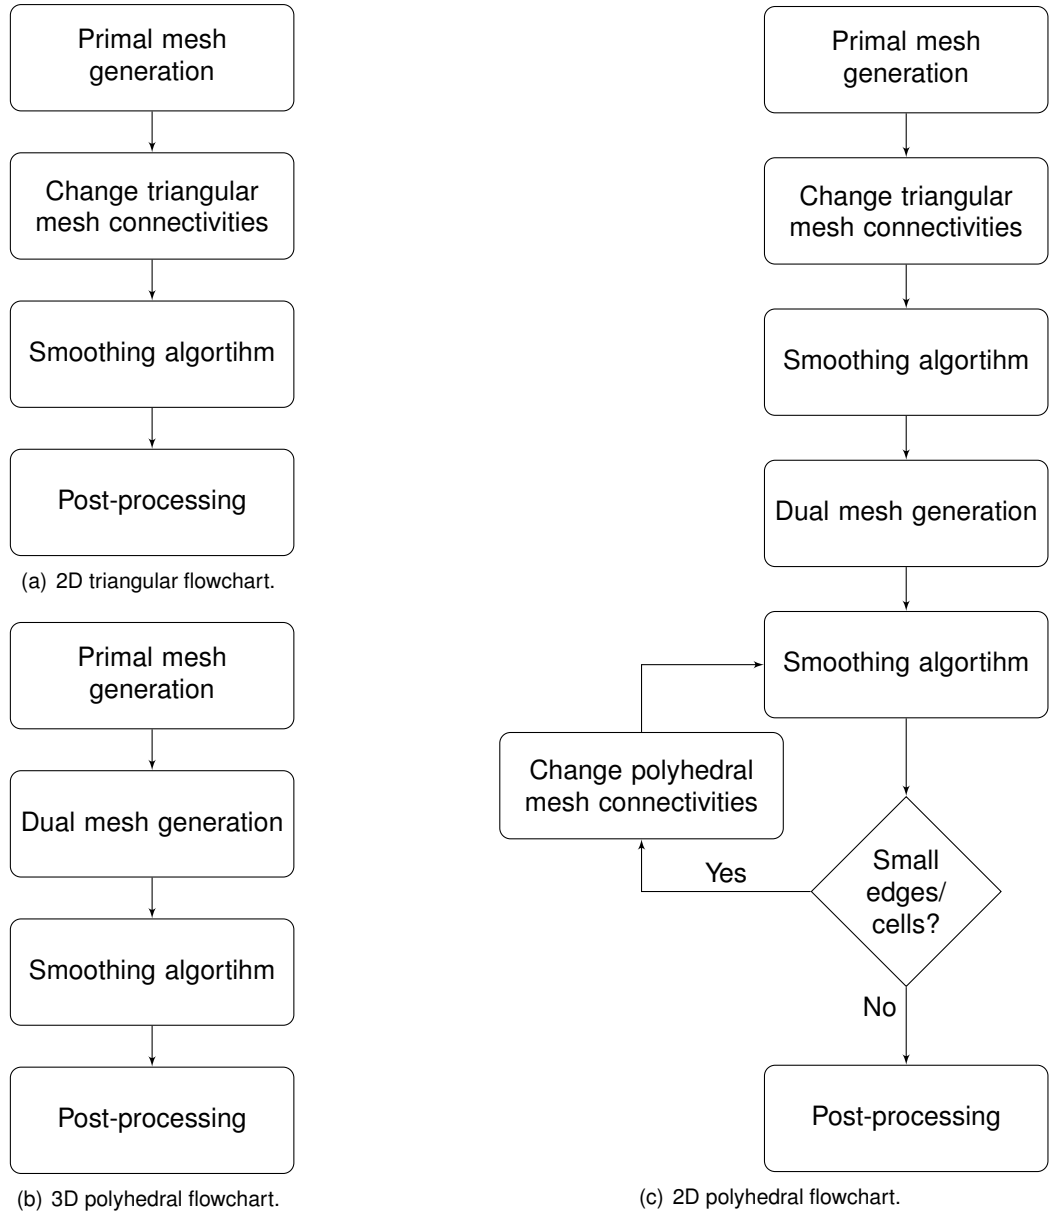 Primal mesh
generation
Change triangular
mesh connectivities
Smoothing algortihm
Post-processing
(a) 2D triangular flowchart.
Primal mesh
generation
Dual mesh generation
Smoothing algortihm
Post-processing
(b) 3D polyhedral flowchart.
Primal mesh
generation
Change triangular
mesh connectivities
Smoothing algortihm
Dual mesh generation
Smoothing algortihm
Change polyhedral
mesh connectivities
Yes
Small
edges/
cells?
No
Post-processing
(c) 2D polyhedral flowchart.